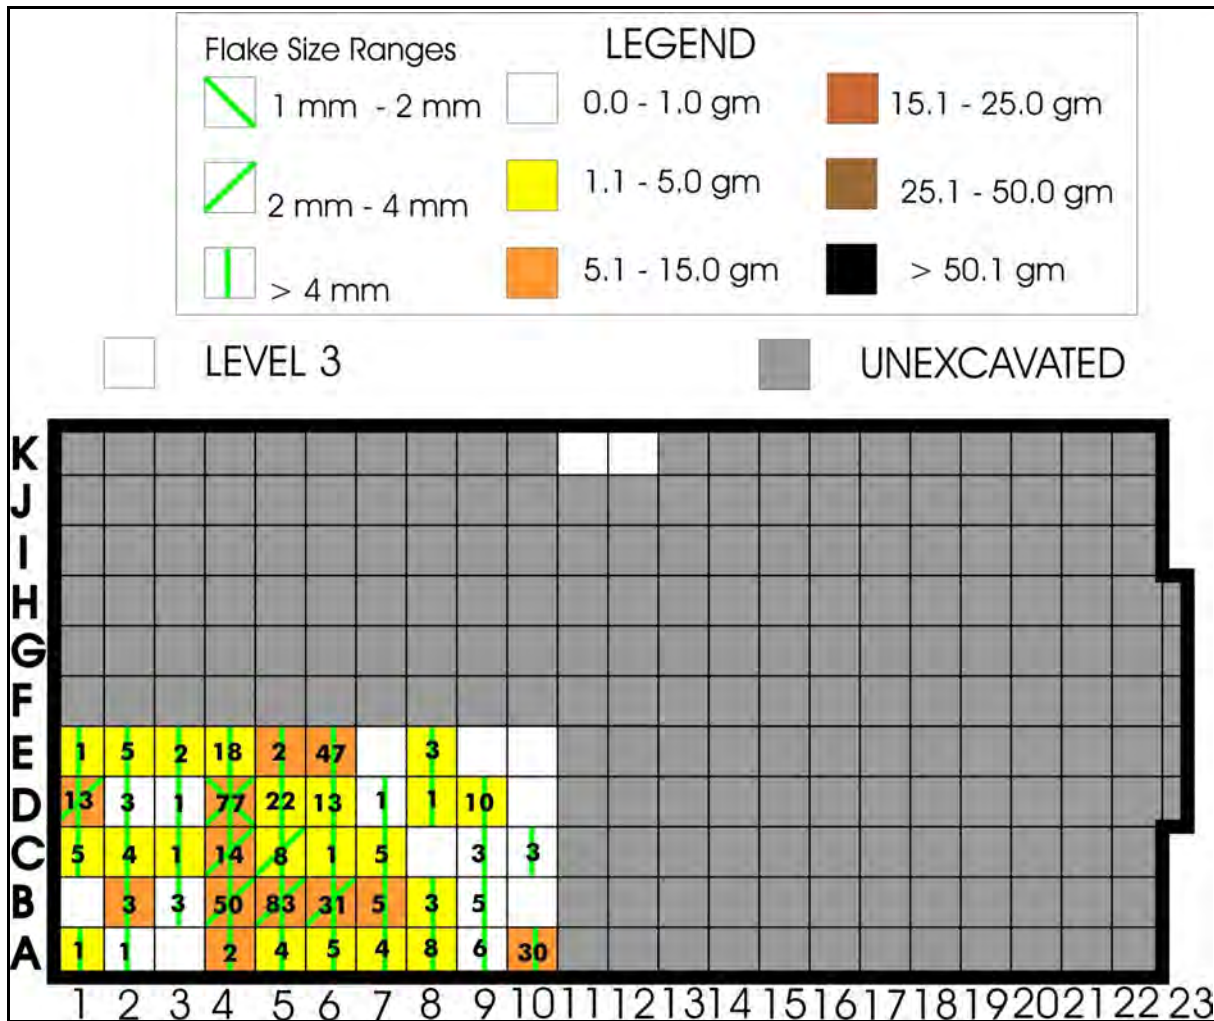 Flake Size Ranges LEGEND
1 mm - 2 mm 0.0 - 1.0 gm 15.1 - 25.0 gm
2 mm - 4 mm 1.1 - 5.0 gm 25.1 - 50.0 gm
> 4 mm 5.1 - 15.0 gm > 50.1 gm
LEVEL 3 UNEXCAVATED
K
J
I
H
G
F
E 1 5 2 18 2 47 3
D 13 3 1 77 22 13 1 1 10
C 5 4 1 14 8 1 5 3 3
B 3 3 50 83 31 5 3 5
A 1 1 2 4 5 4 8 6 30
1 2 3 4 5 6 7 8 9 10 11 12 13 14 15 16 17 18 19 20 21 22 23